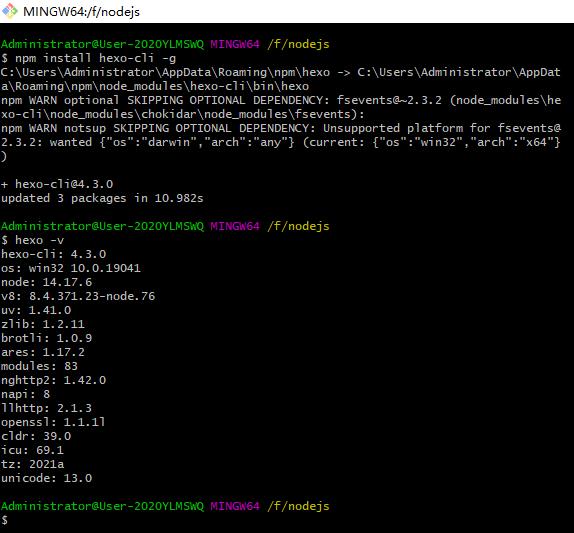 MINGW64:/f/nodejs
Administrator@User-2020YLMSWQ MINGW64 /f/nodejs
$ npm install hexo-cli -g
C:\Users\Administrator\AppData\Roaming\npm\hexo -> C:\Users\Administrator\AppDat
a\Roaming\npm\node_modules\hexo-cli\bin\hexo
npm WARN optional SKIPPING OPTIONAL DEPENDENCY: fsevents@~2.3.2 (node_modules\he
xo-cli\node_modules\chokidar\node_modules\fsevents):
npm WARN notsup SKIPPING OPTIONAL DEPENDENCY: Unsupported platform for fsevents@
2.3.2: wanted {"os":"darwin","arch":"any"} (current: {"os":"win32","arch":"x64"}
)
+ hexo-cli@4.3.0
updated 3 packages in 10.982s
Administrator@User-2020YLMSWQ MINGW64 /f/nodejs
$ hexo -v
hexo-cli: 4.3.0
os: win32 10.0.19041
node: 14.17.6
v8: 8.4.371.23-node.76
uv: 1.41.0
zlib: 1.2.11
brotli: 1.0.9
ares: 1.17.2
modules: 83
nghttp2: 1.42.0
napi: 8
llhttp: 2.1.3
openssl: 1.1.1l
cldr: 39.0
icu: 69.1
tz: 2021a
unicode: 13.0
Administrator@User-2020YLMSWQ MINGW64 /f/nodejs
$